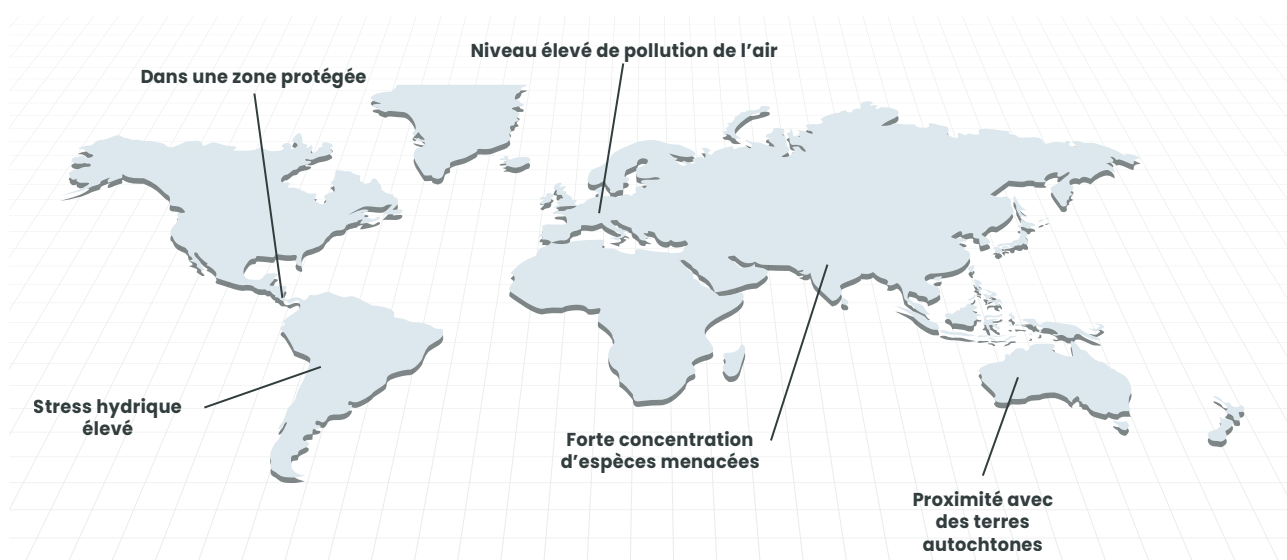 Niveau élevé de pollution de l’air
Dans une zone protégée
Stress hydrique
élevé
Forte concentration
d’espèces menacées
Proximité avec
des terres
autochtones